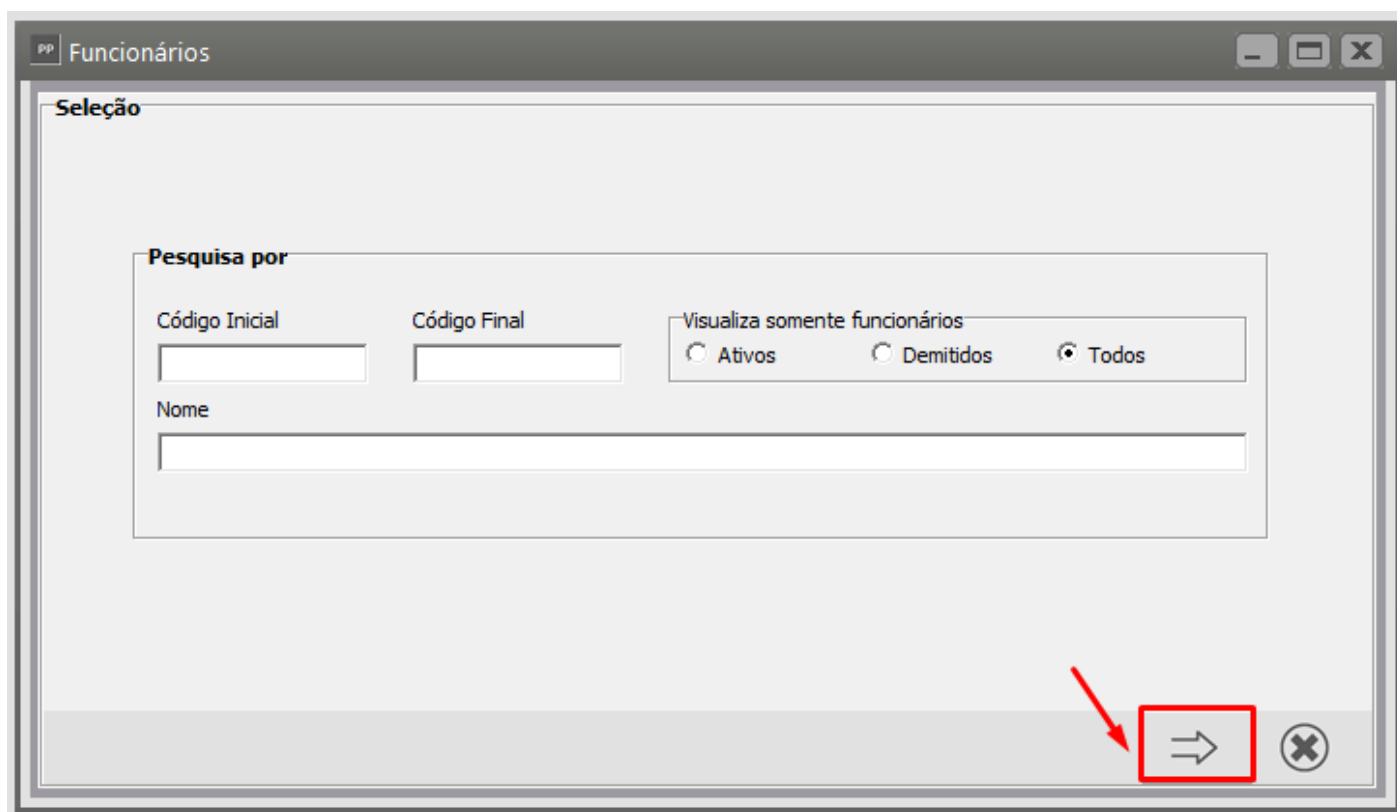 PP Funcionários
Seleção
Pesquisa por
Código Inicial Código Final Visualiza somente funcionários
Ativos Demitidos Todos
Nome